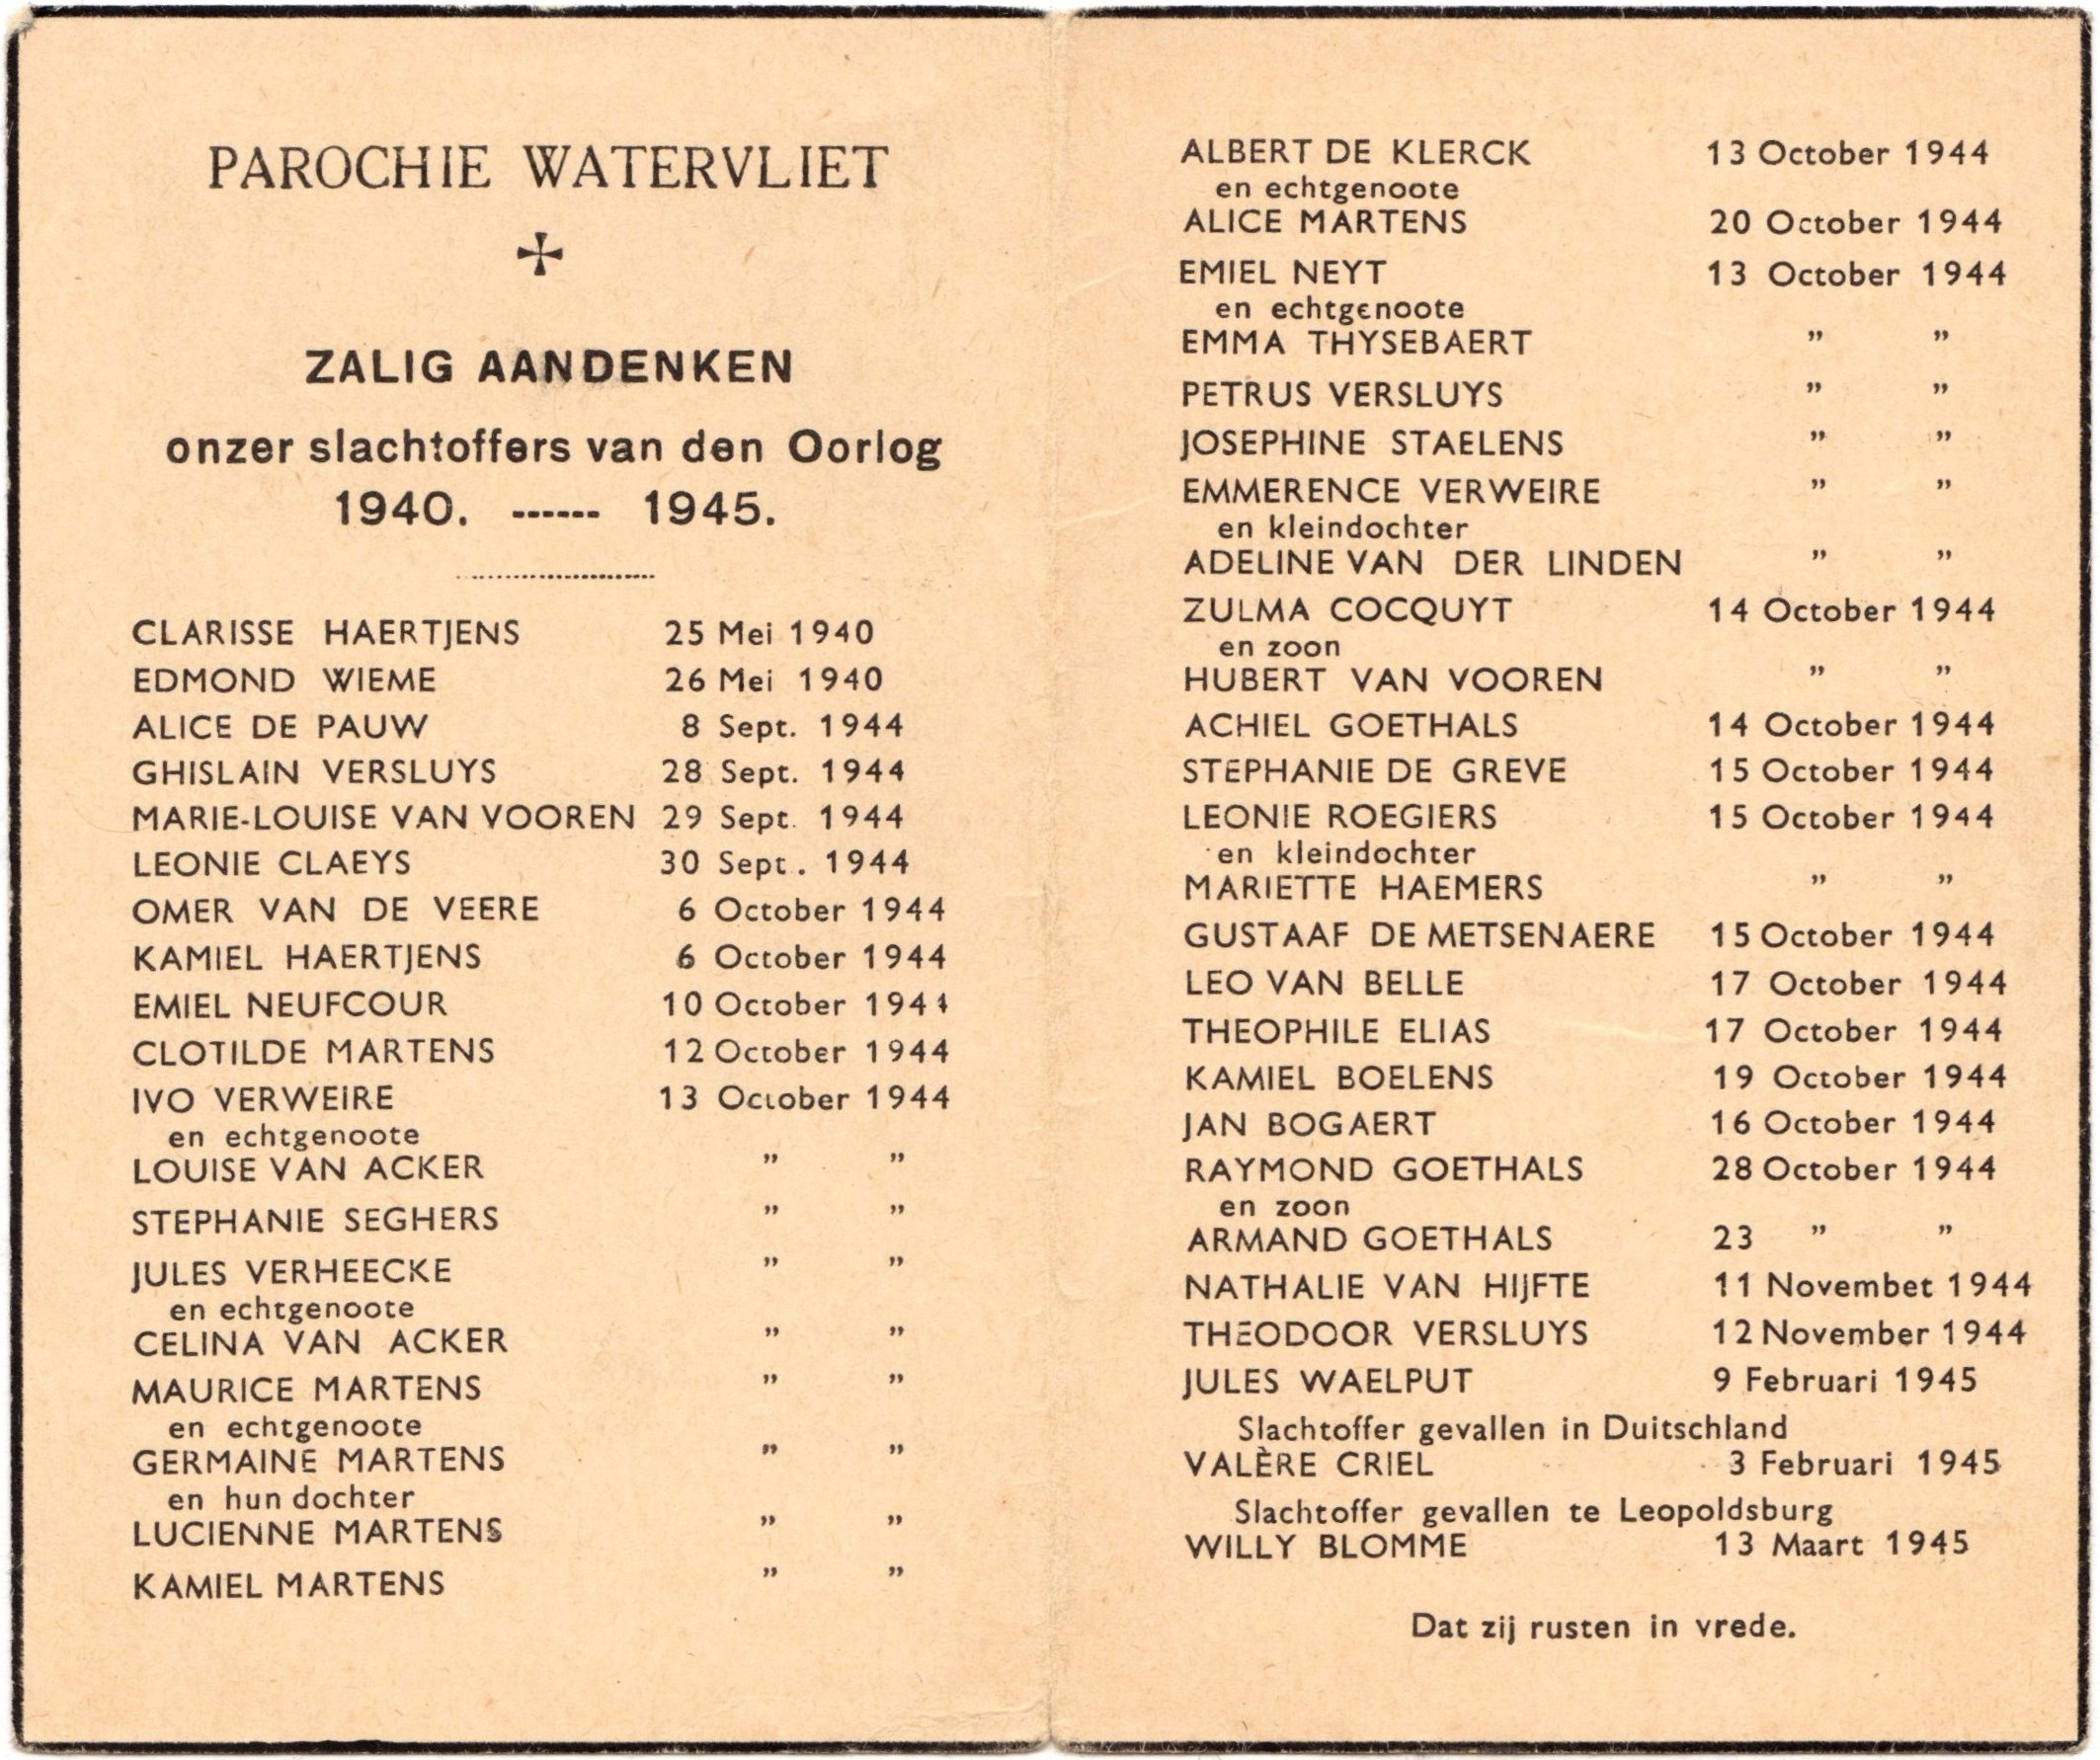 PAROCHIE WATERVLIET
ZALIG AANDENKEN
onzer slachtoffers van den Oorlog
1940. ------ 1945.
CLARISSE HAERTJENS 25 Mei 1940
EDMOND WIEME 26 Mei 1940
ALICE DE PAUW 8 Sept. 1944
GHISLAIN VERSLUYS 28 Sept. 1944
MARIE-LOUISE VAN VOOREN 29 Sept. 1944
LEONIE CLAEYS 30 Sept. 1944
OMER VAN DE VEERE 6 October 1944
KAMIEL HAERTJENS 6 October 1944
EMIEL NEUFCOUR 10 October 1944
CLOTILDE MARTENS 12 October 1944
IVO VERWEIRE 13 October 1944
en echtgenoote
LOUISE VAN ACKER " "
STEPHANIE SEGHERS " "
JULES VERHEECKE " "
en echtgenoote
CELINA VAN ACKER " "
MAURICE MARTENS " "
en echtgenoote
GERMAINE MARTENS " "
en hun dochter
LUCIENNE MARTENS " "
KAMIEL MARTENS " "
ALBERT DE KLERCK 13 October 1944
en echtgenoote
ALICE MARTENS 20 October 1944
EMIEL NEYT 13 October 1944
en echtgenoote
EMMA THYSEBAERT " "
PETRUS VERSLUYS " "
JOSEPHINE STAELENS " "
EMMERENCE VERWEIRE " "
en kleindochter
ADELINE VAN DER LINDEN " "
ZULMA COCQUYT 14 October 1944
en zoon
HUBERT VAN VOOREN " "
ACHIEL GOETHALS 14 October 1944
STEPHANIE DE GREVE 15 October 1944
LEONIE ROEGIERS 15 October 1944
en kleindochter
MARIETTE HAEMERS " "
GUSTAAF DE METSENAERE 15 October 1944
LEO VAN BELLE 17 October 1944
THEOPHILE ELIAS 17 October 1944
KAMIEL BOELENS 19 October 1944
JAN BOGAERT 16 October 1944
RAYMOND GOETHALS 28 October 1944
en zoon
ARMAND GOETHALS 23 " "
NATHALIE VAN HIJFTE 11 Novembet 1944
THEODOOR VERSLUYS 12 November 1944
JULES WAELPUT 9 Februari 1945
Slachtoffer gevallen in Duitschland
VALÈRE CRIEL 3 Februari 1945
Slachtoffer gevallen te Leopoldsburg
WILLY BLOMME 13 Maart 1945
Dat zij rusten in vrede.